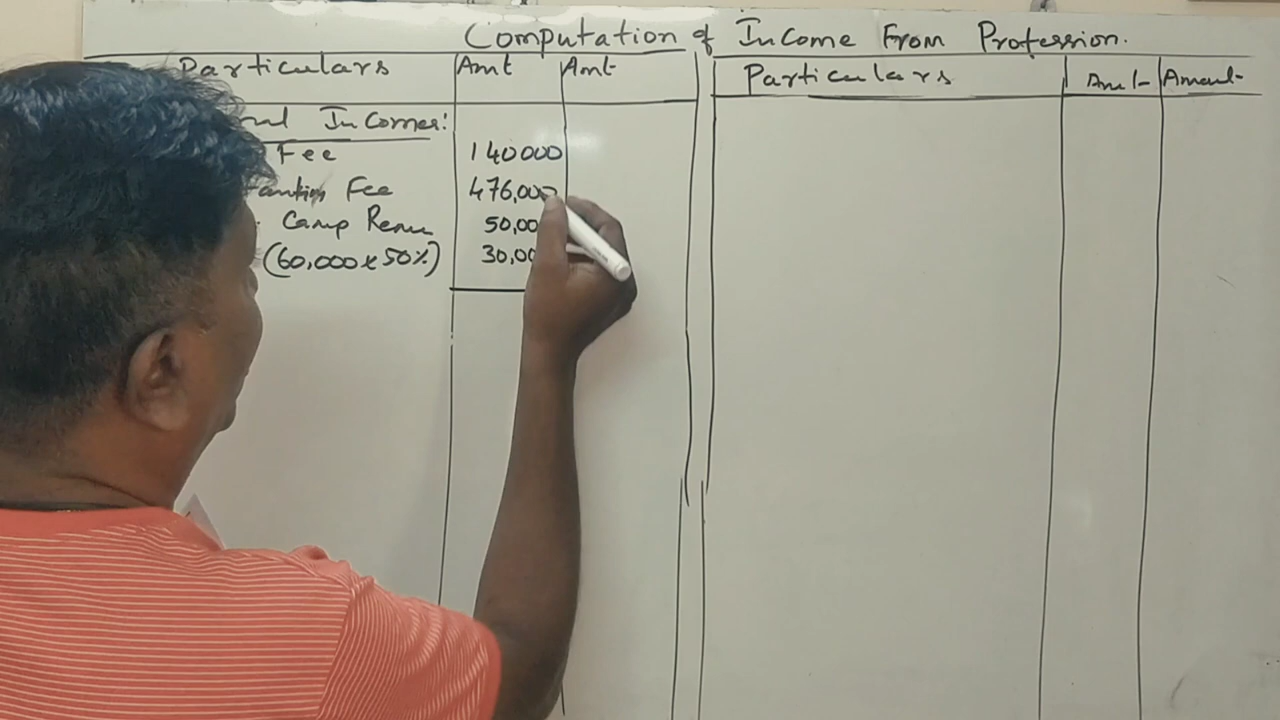 Computation of Income From Profession.
Particulars Amt Amt
Incomes:
Fee 140000
Fee 476,000
Camp Remu 50,00
(60,000 x 50%) 30,00
Particulars Amt Amount